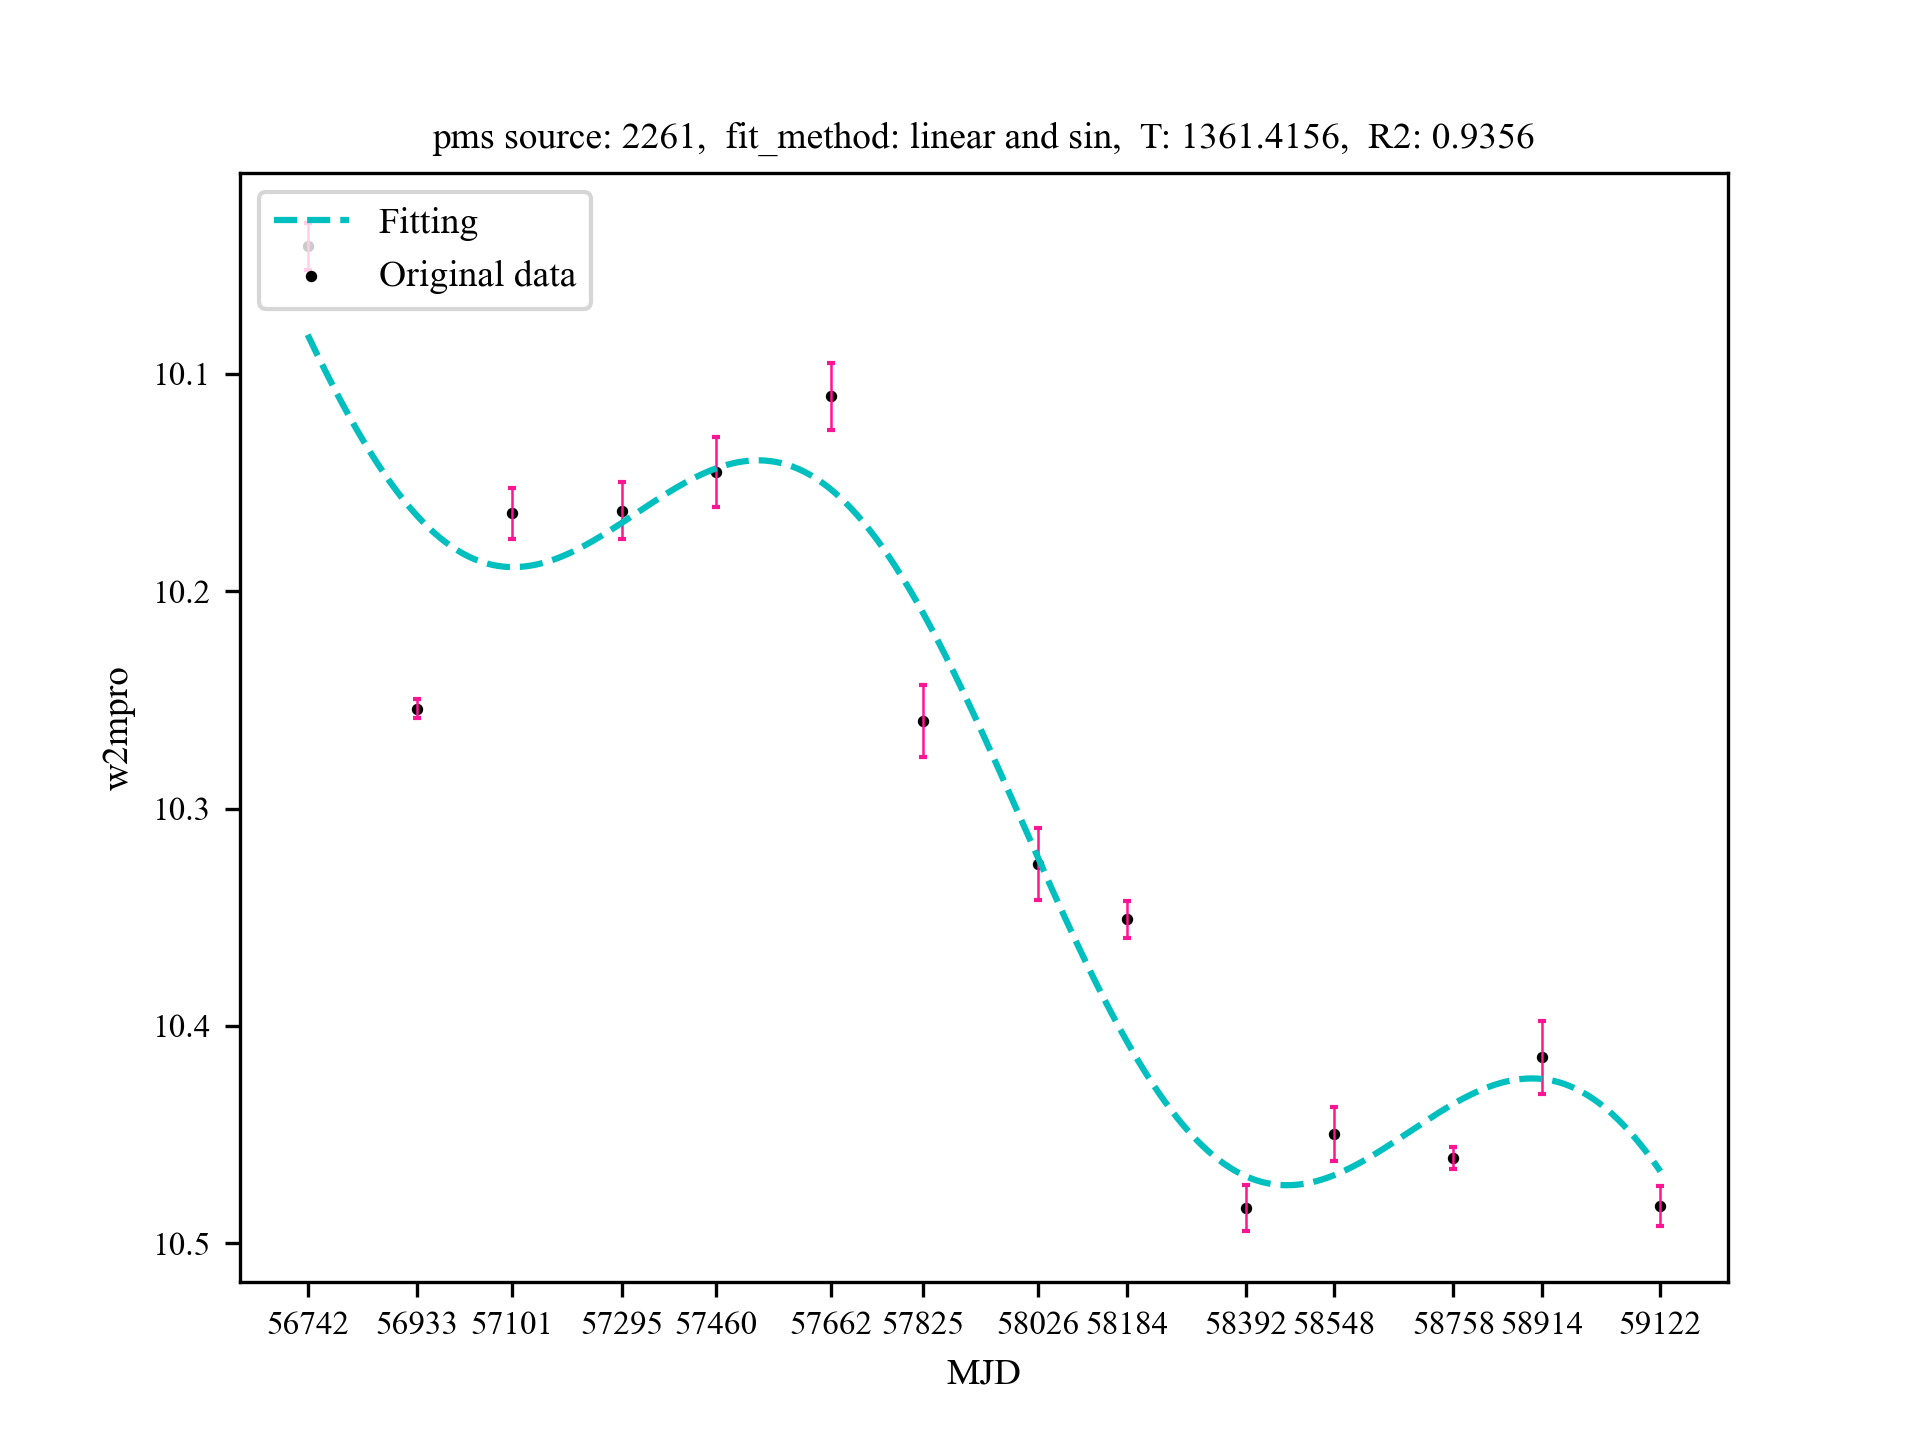 pms source: 2261, fit_method: linear and sin, T: 1361.4156, R2: 0.9356
Fitting
Original data
10.1
10.2
10.3
10.4
10.5
w2mpro
56742 56933 57101 57295 57460 57662 57825 58026 58184 58392 58548 58758 58914 59122
MJD